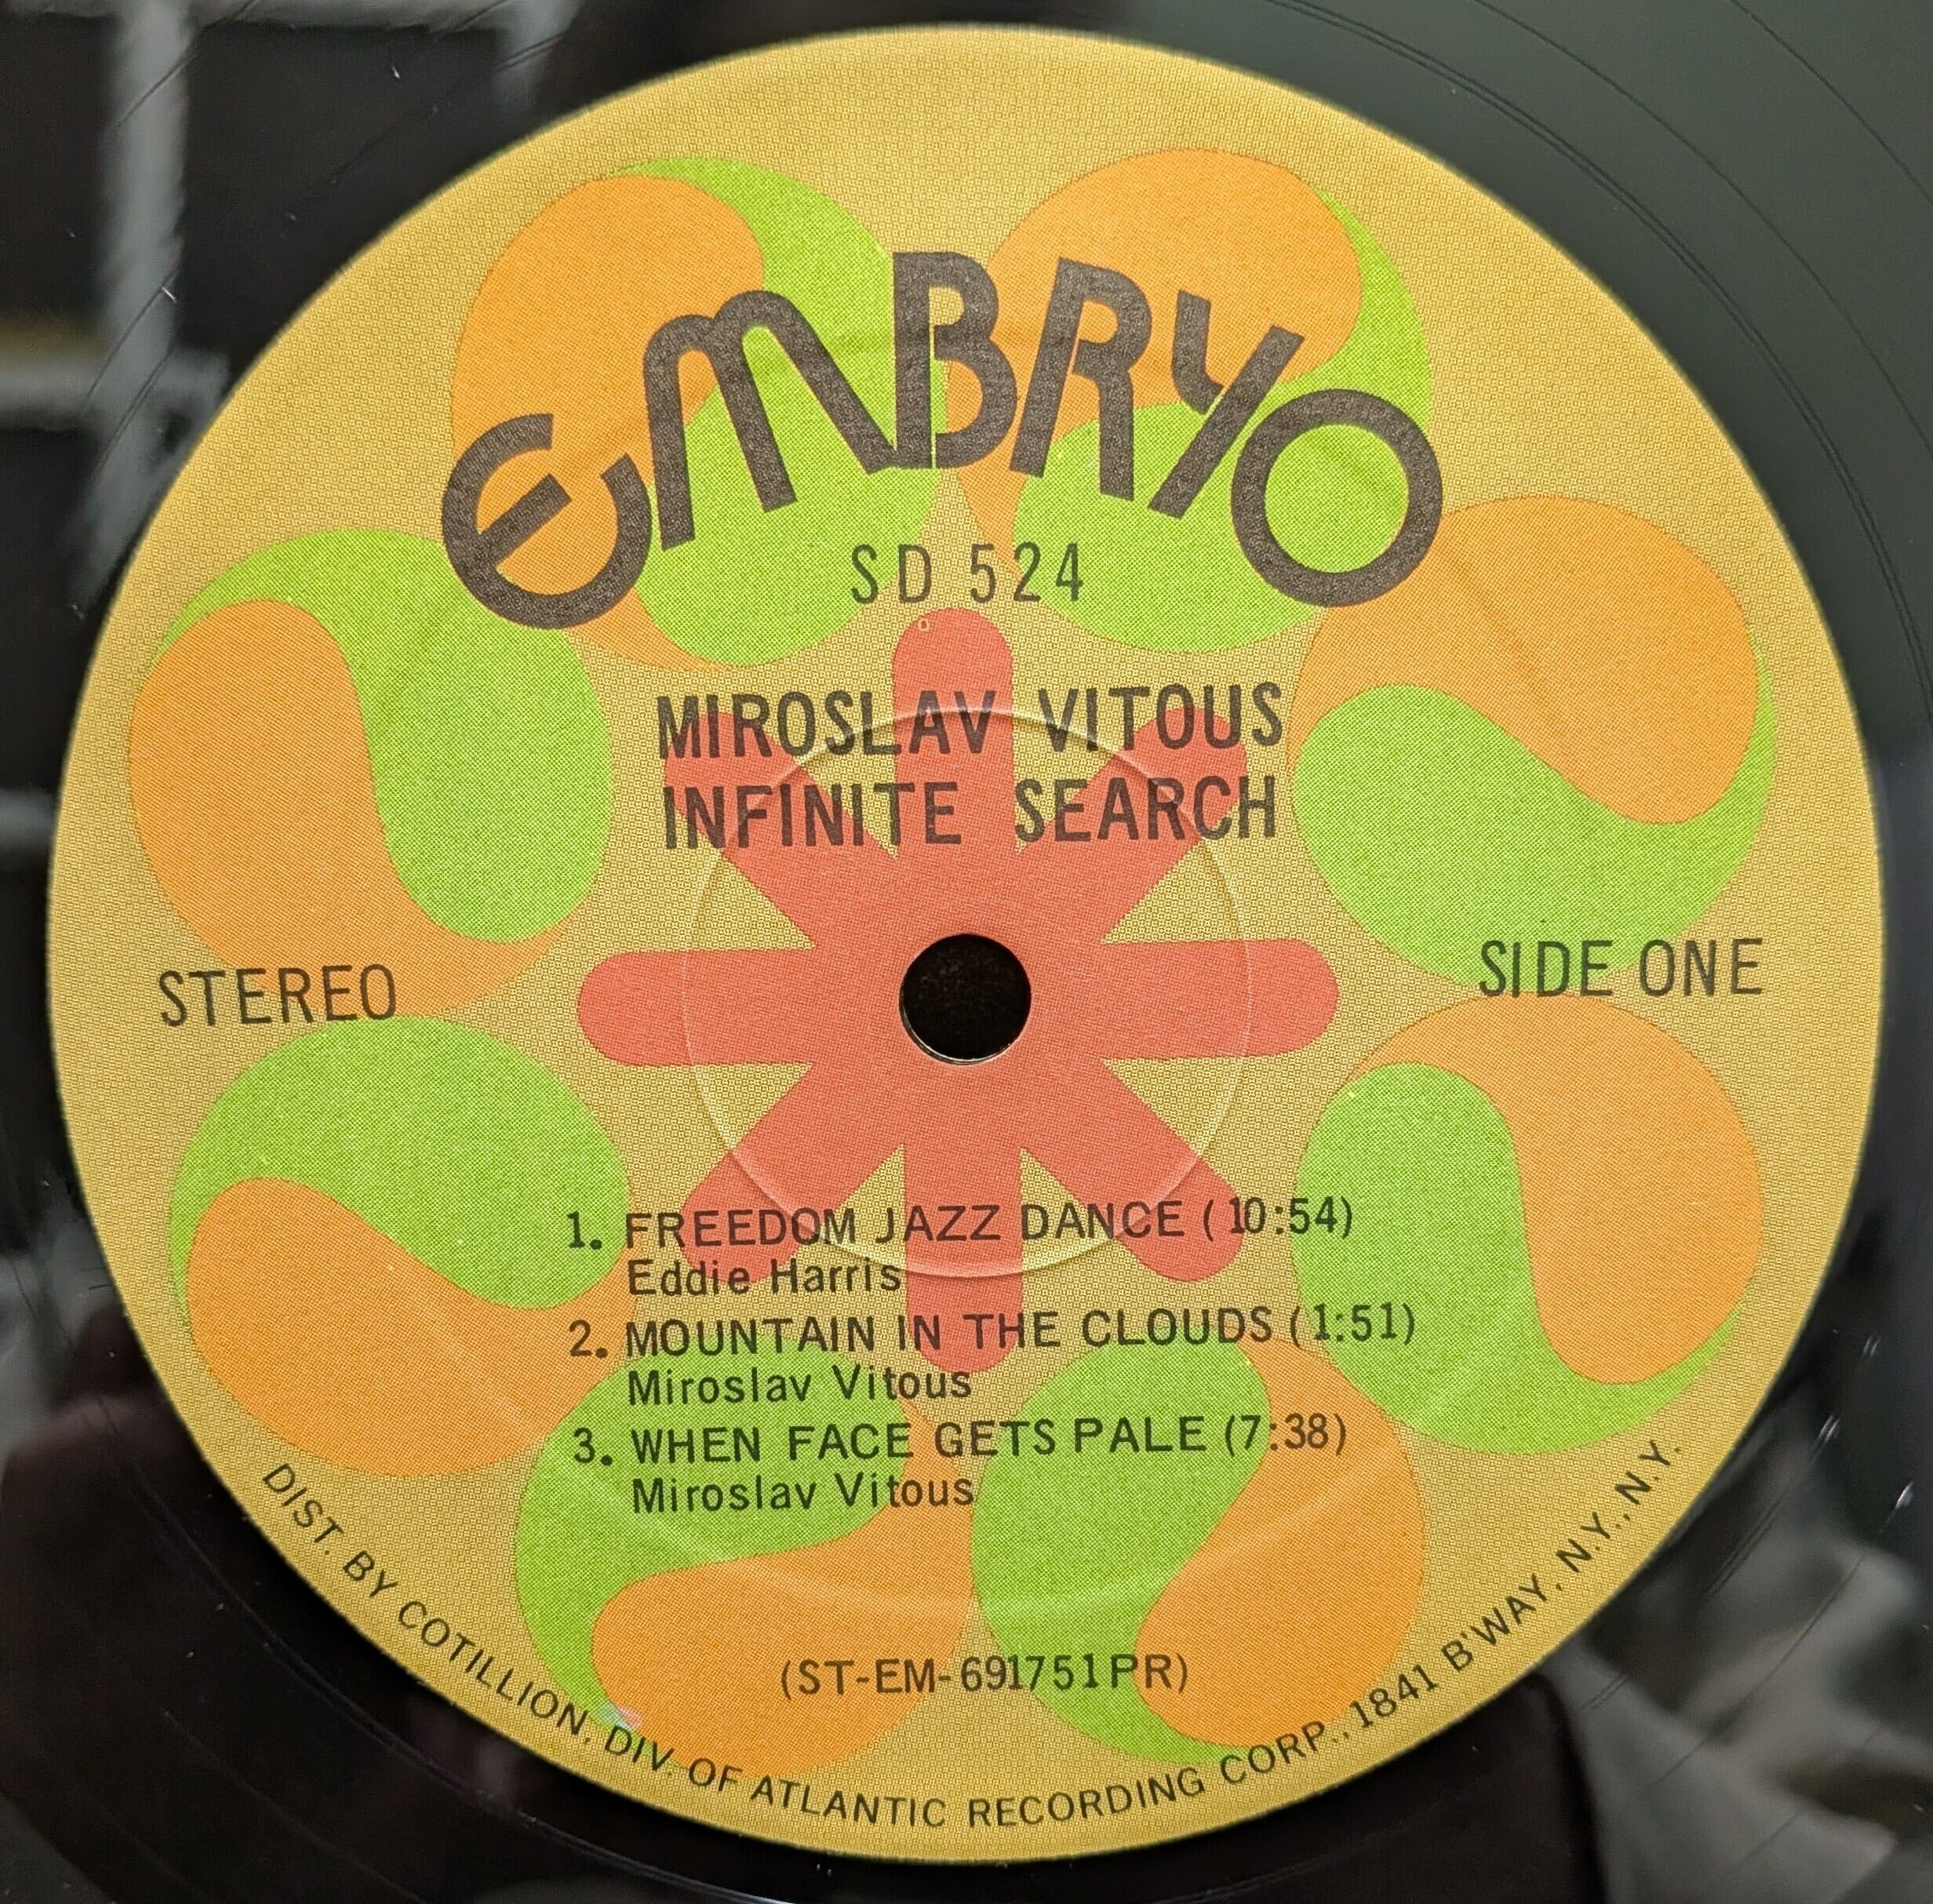 EMBRYO
SD 524
MIROSLAV VITOUS
INFINITE SEARCH
STEREO
SIDE ONE
1. FREEDOM JAZZ DANCE (10:54)
Eddie Harris
2. MOUNTAIN IN THE CLOUDS (1:51)
Miroslav Vitous
3. WHEN FACE GETS PALE (7:38)
Miroslav Vitous
(ST-EM-691751PR)
DIST. BY COTILLION, DIV. OF ATLANTIC RECORDING CORP., 1841 B'WAY, N.Y., N.Y.